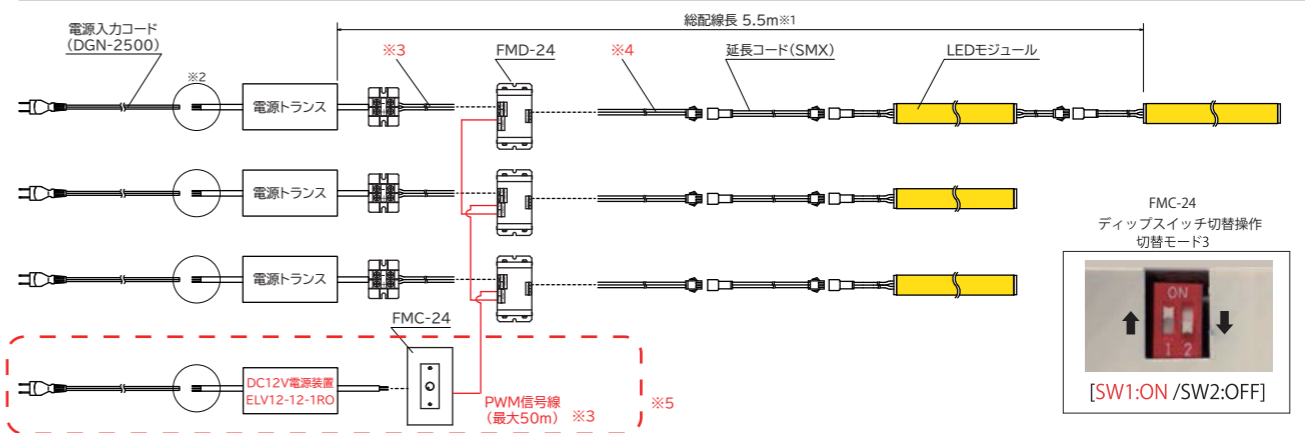 総配線長 5.5m※1
電源入力コード
(DGN-2500)
※2
※3
FMD-24
※4
延長コード(SMX)
LEDモジュール
電源トランス
電源トランス
電源トランス
FMC-24
DC12V電源装置
ELV12-12-1RO
PWM信号線
(最大50m) ※3
※5
FMC-24
ディップスイッチ切替操作
切替モード3
ON
1 2
[SW1:ON /SW2:OFF]